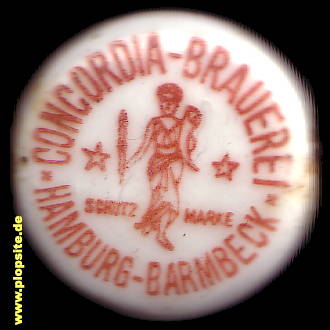 "CONCORDIA-BRAUEREI"
SCHUTZ MARKE
HAMBURG-BARMBECK
www.plopsite.de